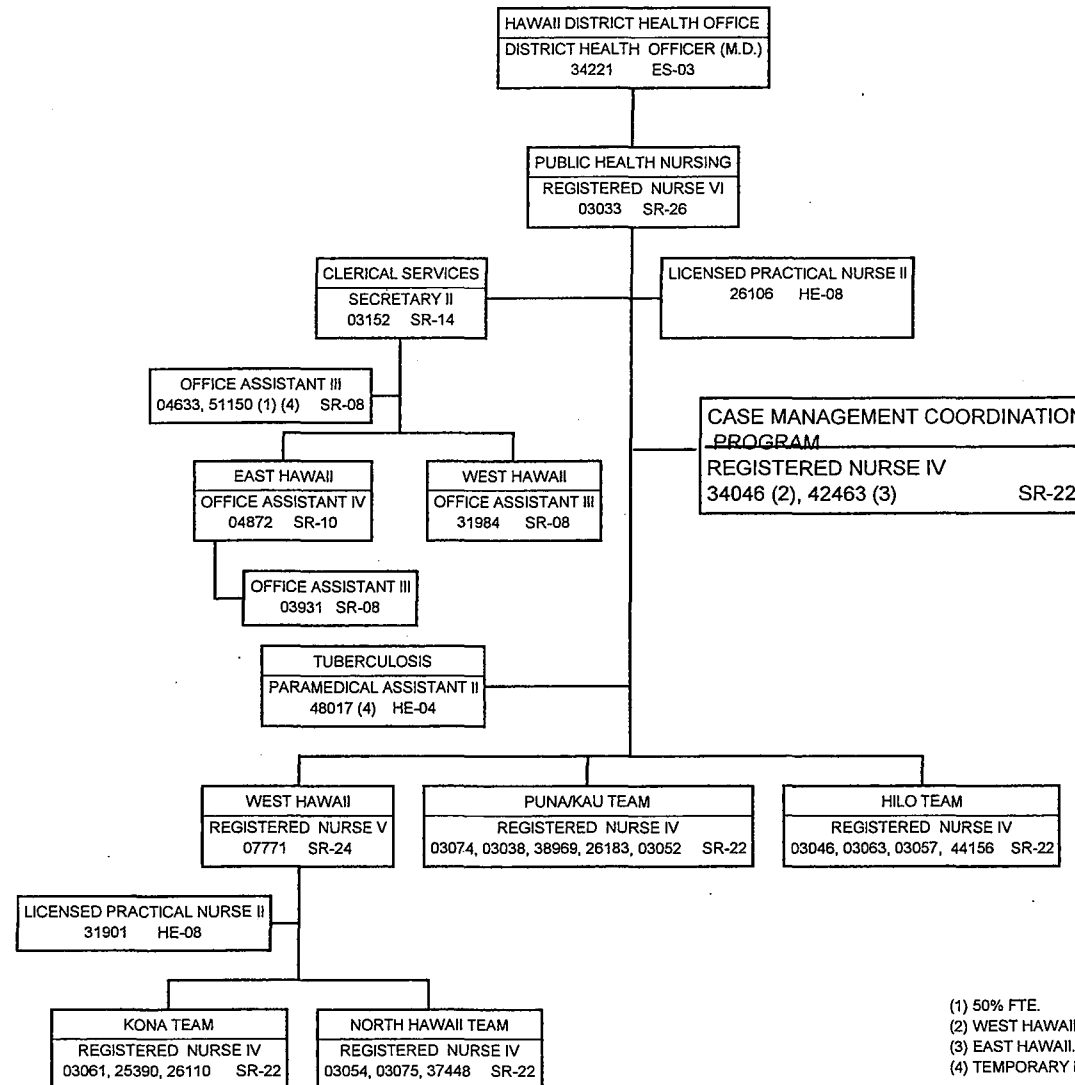 HAWAII DISTRICT HEALTH OFFICE
DISTRICT HEALTH OFFICER (M.D.)
34221 ES-03
PUBLIC HEALTH NURSING
REGISTERED NURSE VI
03033 SR-26
CLERICAL SERVICES
SECRETARY II
03152 SR-14
LICENSED PRACTICAL NURSE II
26106 HE-08
OFFICE ASSISTANT III
04633, 51150 (1) (4) SR-08
CASE MANAGEMENT COORDINATION
PROGRAM
REGISTERED NURSE IV
34046 (2), 42463 (3) SR-22
EAST HAWAII
OFFICE ASSISTANT IV
04872 SR-10
WEST HAWAII
OFFICE ASSISTANT III
31984 SR-08
OFFICE ASSISTANT III
03931 SR-08
TUBERCULOSIS
PARAMEDICAL ASSISTANT II
48017 (4) HE-04
WEST HAWAII
REGISTERED NURSE V
07771 SR-24
PUNA/KAU TEAM
REGISTERED NURSE IV
03074, 03038, 38969, 26183, 03052 SR-22
HILO TEAM
REGISTERED NURSE IV
03046, 03063, 03057, 44156 SR-22
LICENSED PRACTICAL NURSE II
31901 HE-08
KONA TEAM
REGISTERED NURSE IV
03061, 25390, 26110 SR-22
NORTH HAWAII TEAM
REGISTERED NURSE IV
03054, 03075, 37448 SR-22
(1) 50% FTE.
(2) WEST HAWAII
(3) EAST HAWAII.
(4) TEMPORARY